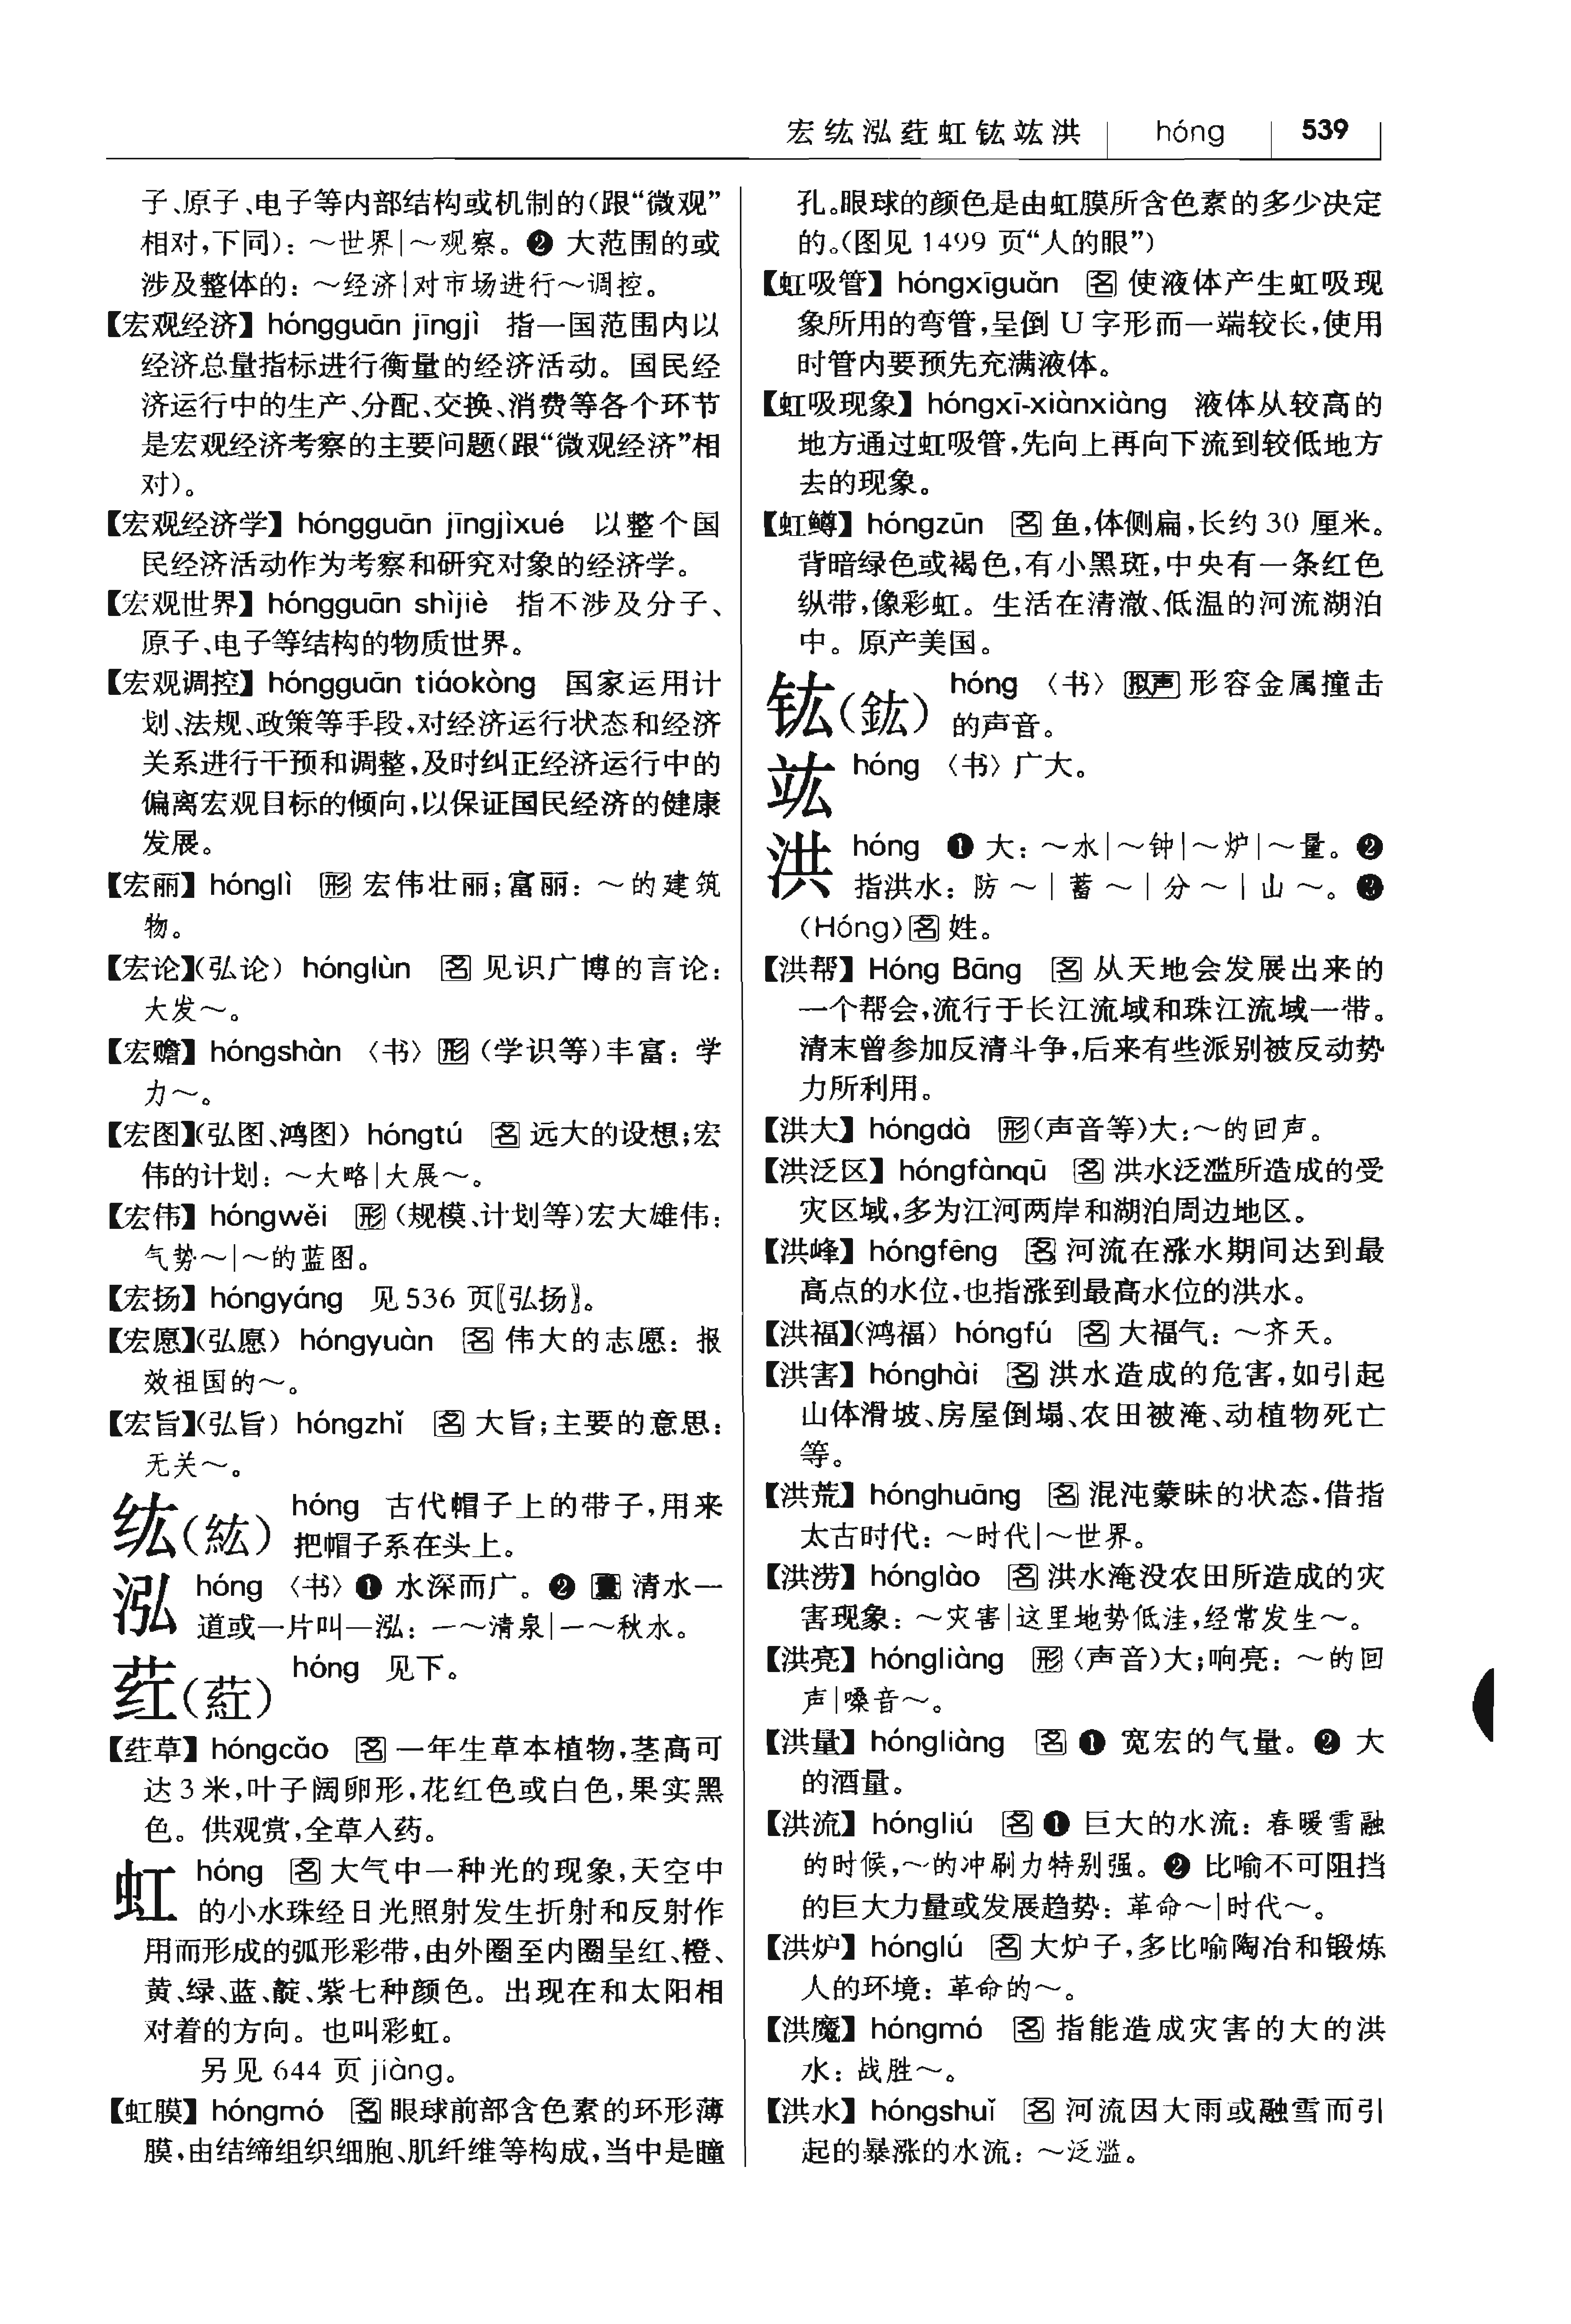 宏纮泓荭虹𬭎竑洪 hóng 539
子、原子、电子等内部结构或机制的(跟“微观”
相对,下同)：～世界|～观察。❷ 大范围的或
涉及整体的：～经济|对市场进行～调控。
【宏观经济】hóngguān jīngjì 指一国范围内以
经济总量指标进行衡量的经济活动。国民经
济运行中的生产、分配、交换、消费等各个环节
是宏观经济考察的主要问题(跟“微观经济”相
对)。
【宏观经济学】hóngguān jīngjìxué 以整个国
民经济活动作为考察和研究对象的经济学。
【宏观世界】hóngguān shìjiè 指不涉及分子、
原子、电子等结构的物质世界。
【宏观调控】hóngguān tiáokòng 国家运用计
划、法规、政策等手段,对经济运行状态和经济
关系进行干预和调整,及时纠正经济运行中的
偏离宏观目标的倾向,以保证国民经济的健康
发展。
【宏丽】hónglì 形 宏伟壮丽;富丽：～的建筑
物。
【宏论】(弘论) hónglùn 名 见识广博的言论：
大发～。
【宏赡】hóngshàn 〈书〉形 (学识等)丰富：学
力～。
【宏图】(弘图、鸿图) hóngtú 名 远大的设想;宏
伟的计划：～大略|大展～。
【宏伟】hóngwěi 形 (规模、计划等)宏大雄伟：
气势～|～的蓝图。
【宏扬】hóngyáng 见 536 页〖弘扬〗。
【宏愿】(弘愿) hóngyuàn 名 伟大的志愿：报
效祖国的～。
【宏旨】(弘旨) hóngzhǐ 名 大旨;主要的意思：
无关～。
纮(紘) hóng 古代帽子上的带子,用来
把帽子系在头上。
泓 hóng 〈书〉❶ 水深而广。❷ 量 清水一
道或一片叫一泓：一～清泉|一～秋水。
荭(葒) hóng 见下。
【荭草】hóngcǎo 名 一年生草本植物,茎高可
达 3 米,叶子阔卵形,花红色或白色,果实黑
色。供观赏,全草入药。
虹 hóng 名 大气中一种光的现象,天空中
的小水珠经日光照射发生折射和反射作
用而形成的弧形彩带,由外圈至内圈呈红、橙、
黄、绿、蓝、靛、紫七种颜色。出现在和太阳相
对着的方向。也叫彩虹。
另见 644 页 jiàng。
【虹膜】hóngmó 名 眼球前部含色素的环形薄
膜,由结缔组织细胞、肌纤维等构成,当中是瞳
孔。眼球的颜色是由虹膜所含色素的多少决定
的。(图见 1499 页“人的眼”)
【虹吸管】hóngxīguǎn 名 使液体产生虹吸现
象所用的弯管,呈倒 U 字形而一端较长,使用
时管内要预先充满液体。
【虹吸现象】hóngxī-xiànxiàng 液体从较高的
地方通过虹吸管,先向上再向下流到较低地方
去的现象。
【虹鳟】hóngzūn 名 鱼,体侧扁,长约 30 厘米。
背暗绿色或褐色,有小黑斑,中央有一条红色
纵带,像彩虹。生活在清澈、低温的河流湖泊
中。原产美国。
𬭎(鋐) hóng 〈书〉拟声 形容金属撞击
的声音。
竑 hóng 〈书〉广大。
洪 hóng ❶ 大：～水|～钟|～炉|～量。❷
指洪水：防～|蓄～|分～|山～。❸
(Hóng)名 姓。
【洪帮】Hóng Bāng 名 从天地会发展出来的
一个帮会,流行于长江流域和珠江流域一带。
清末曾参加反清斗争,后来有些派别被反动势
力所利用。
【洪大】hóngdà 形(声音等)大:～的回声。
【洪泛区】hóngfànqū 名 洪水泛滥所造成的受
灾区域,多为江河两岸和湖泊周边地区。
【洪峰】hóngfēng 名 河流在涨水期间达到最
高点的水位,也指涨到最高水位的洪水。
【洪福】(鸿福) hóngfú 名 大福气：～齐天。
【洪害】hónghài 名 洪水造成的危害,如引起
山体滑坡、房屋倒塌、农田被淹、动植物死亡
等。
【洪荒】hónghuāng 名 混沌蒙昧的状态,借指
太古时代：～时代|～世界。
【洪涝】hónglào 名 洪水淹没农田所造成的灾
害现象：～灾害|这里地势低洼,经常发生～。
【洪亮】hóngliàng 形 (声音)大;响亮：～的回
声|嗓音～。
【洪量】hóngliàng 名 ❶ 宽宏的气量。❷ 大
的酒量。
【洪流】hóngliú 名 ❶ 巨大的水流：春暖雪融
的时候,～的冲刷力特别强。❷ 比喻不可阻挡
的巨大力量或发展趋势：革命～|时代～。
【洪炉】hónglú 名 大炉子,多比喻陶冶和锻炼
人的环境：革命的～。
【洪魔】hóngmó 名 指能造成灾害的大的洪
水：战胜～。
【洪水】hóngshuǐ 名 河流因大雨或融雪而引
起的暴涨的水流：～泛滥。